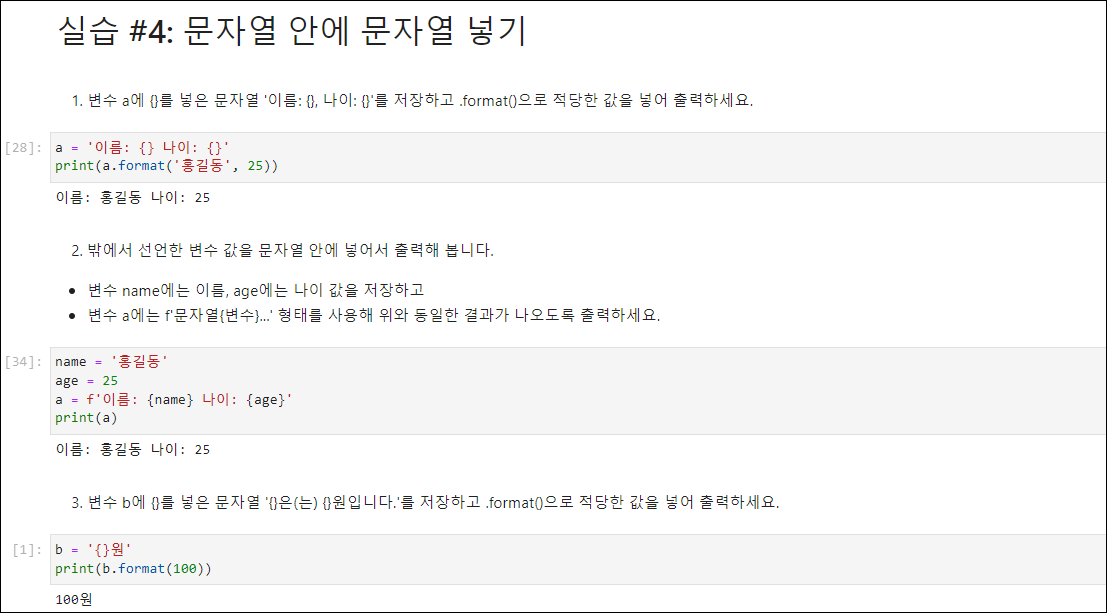 실습 #4: 문자열 안에 문자열 넣기
1. 변수 a에 {}를 넣은 문자열 '이름: {}, 나이: {}'를 저장하고 .format()으로 적당한 값을 넣어 출력하세요.
[28]: a = '이름: {} 나이: {}'
print(a.format('홍길동', 25))
이름: 홍길동 나이: 25
2. 밖에서 선언한 변수 값을 문자열 안에 넣어서 출력해 봅니다.
• 변수 name에는 이름, age에는 나이 값을 저장하고
• 변수 a에는 f'문자열{변수}...' 형태를 사용해 위와 동일한 결과가 나오도록 출력하세요.
[34]: name = '홍길동'
age = 25
a = f'이름: {name} 나이: {age}'
print(a)
이름: 홍길동 나이: 25
3. 변수 b에 {}를 넣은 문자열 '{}은(는) {}원입니다.'를 저장하고 .format()으로 적당한 값을 넣어 출력하세요.
[1]: b = '{}원'
print(b.format(100))
100원